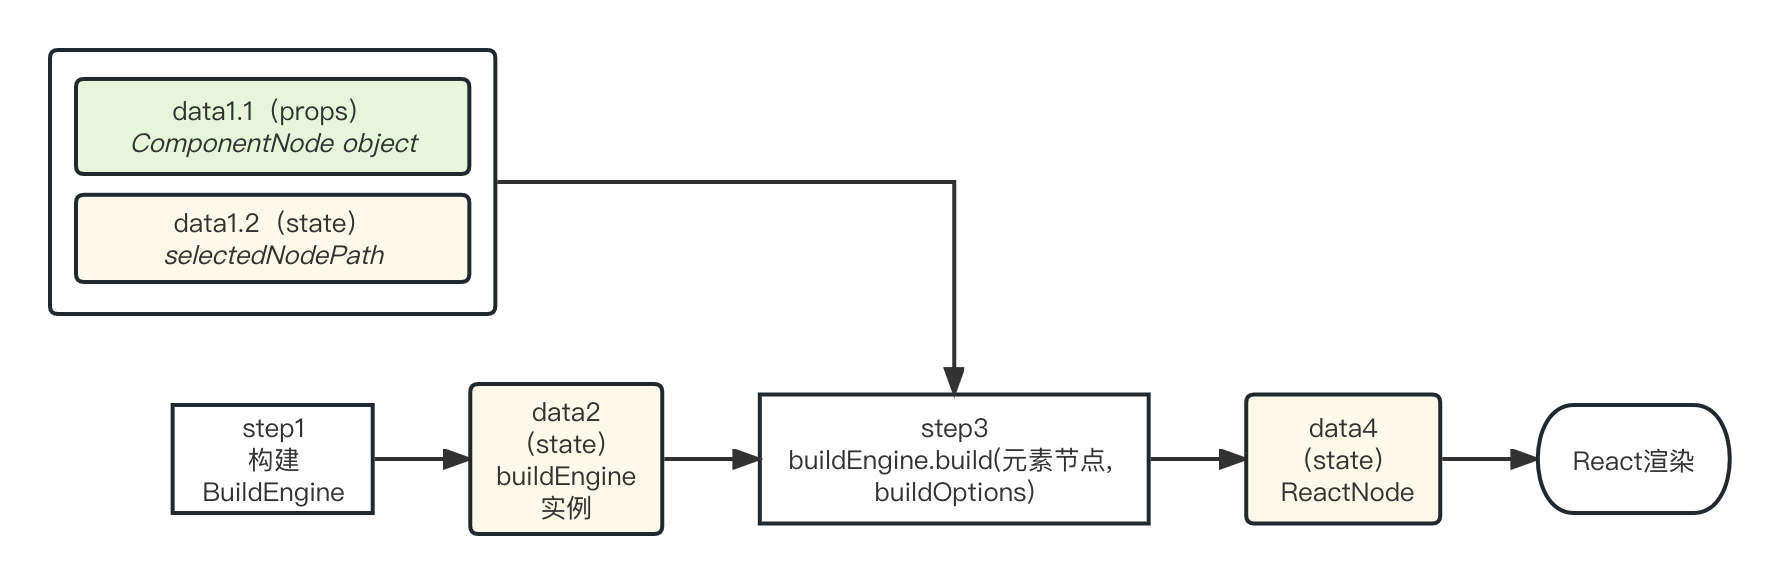 data1.1（props）
ComponentNode object
data1.2（state）
selectedNodePath
step1
构建
BuildEngine
data2
（state）
buildEngine
实例
step3
buildEngine.build(元素节点,
buildOptions)
data4
（state）
ReactNode
React渲染